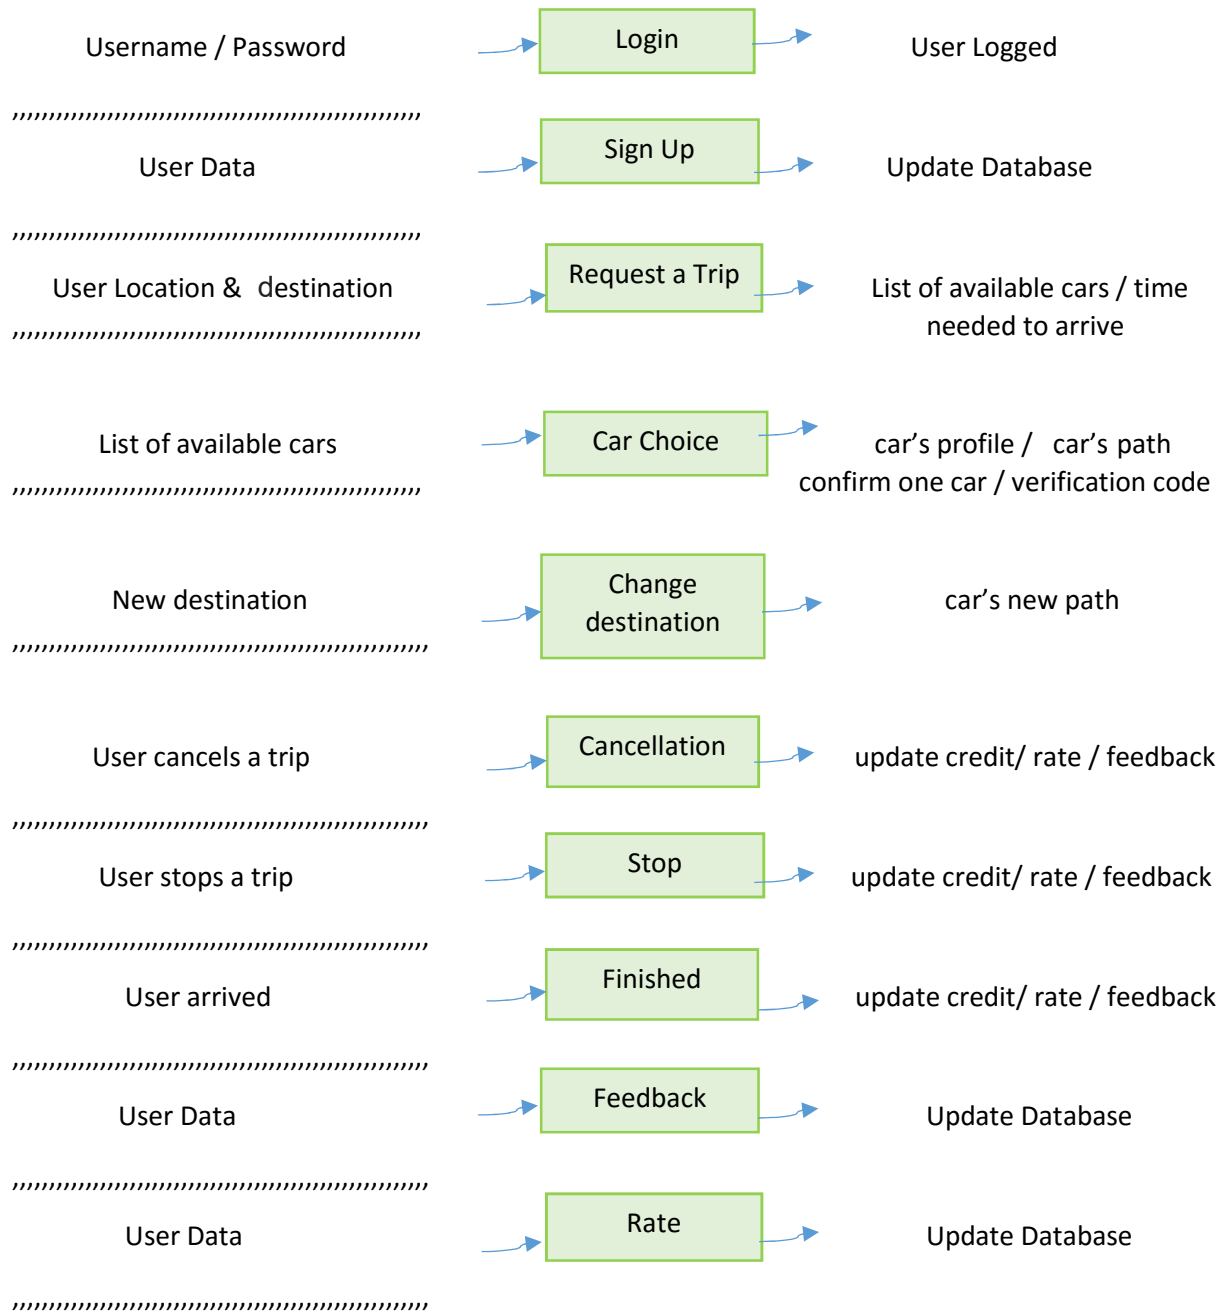 Username / Password Login User Logged
,,,,,,,,,,,,,,,,,,,,,,,,,,,,,,,,,,,,,,,,,,,,,,,,,,,,,,,,
User Data Sign Up Update Database
,,,,,,,,,,,,,,,,,,,,,,,,,,,,,,,,,,,,,,,,,,,,,,,,,,,,,,,,
User Location & destination Request a Trip List of available cars / time
needed to arrive
,,,,,,,,,,,,,,,,,,,,,,,,,,,,,,,,,,,,,,,,,,,,,,,,,,,,,,,,
List of available cars Car Choice car’s profile / car’s path
confirm one car / verification code
,,,,,,,,,,,,,,,,,,,,,,,,,,,,,,,,,,,,,,,,,,,,,,,,,,,,,,,,
New destination Change
destination car’s new path
,,,,,,,,,,,,,,,,,,,,,,,,,,,,,,,,,,,,,,,,,,,,,,,,,,,,,,,,,
User cancels a trip Cancellation update credit/ rate / feedback
,,,,,,,,,,,,,,,,,,,,,,,,,,,,,,,,,,,,,,,,,,,,,,,,,,,,,,,,,
User stops a trip Stop update credit/ rate / feedback
,,,,,,,,,,,,,,,,,,,,,,,,,,,,,,,,,,,,,,,,,,,,,,,,,,,,,,,,,
User arrived Finished update credit/ rate / feedback
,,,,,,,,,,,,,,,,,,,,,,,,,,,,,,,,,,,,,,,,,,,,,,,,,,,,,,,,,
User Data Feedback Update Database
,,,,,,,,,,,,,,,,,,,,,,,,,,,,,,,,,,,,,,,,,,,,,,,,,,,,,,,,,
User Data Rate Update Database
,,,,,,,,,,,,,,,,,,,,,,,,,,,,,,,,,,,,,,,,,,,,,,,,,,,,,,,,,